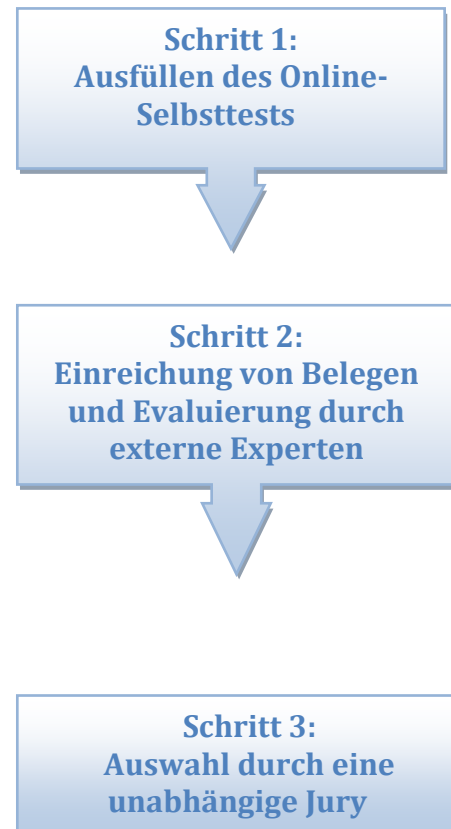 Schritt 1:
Ausfüllen des Online-
Selbsttests
Schritt 2:
Einreichung von Belegen
und Evaluierung durch
externe Experten
Schritt 3:
Auswahl durch eine
unabhängige Jury